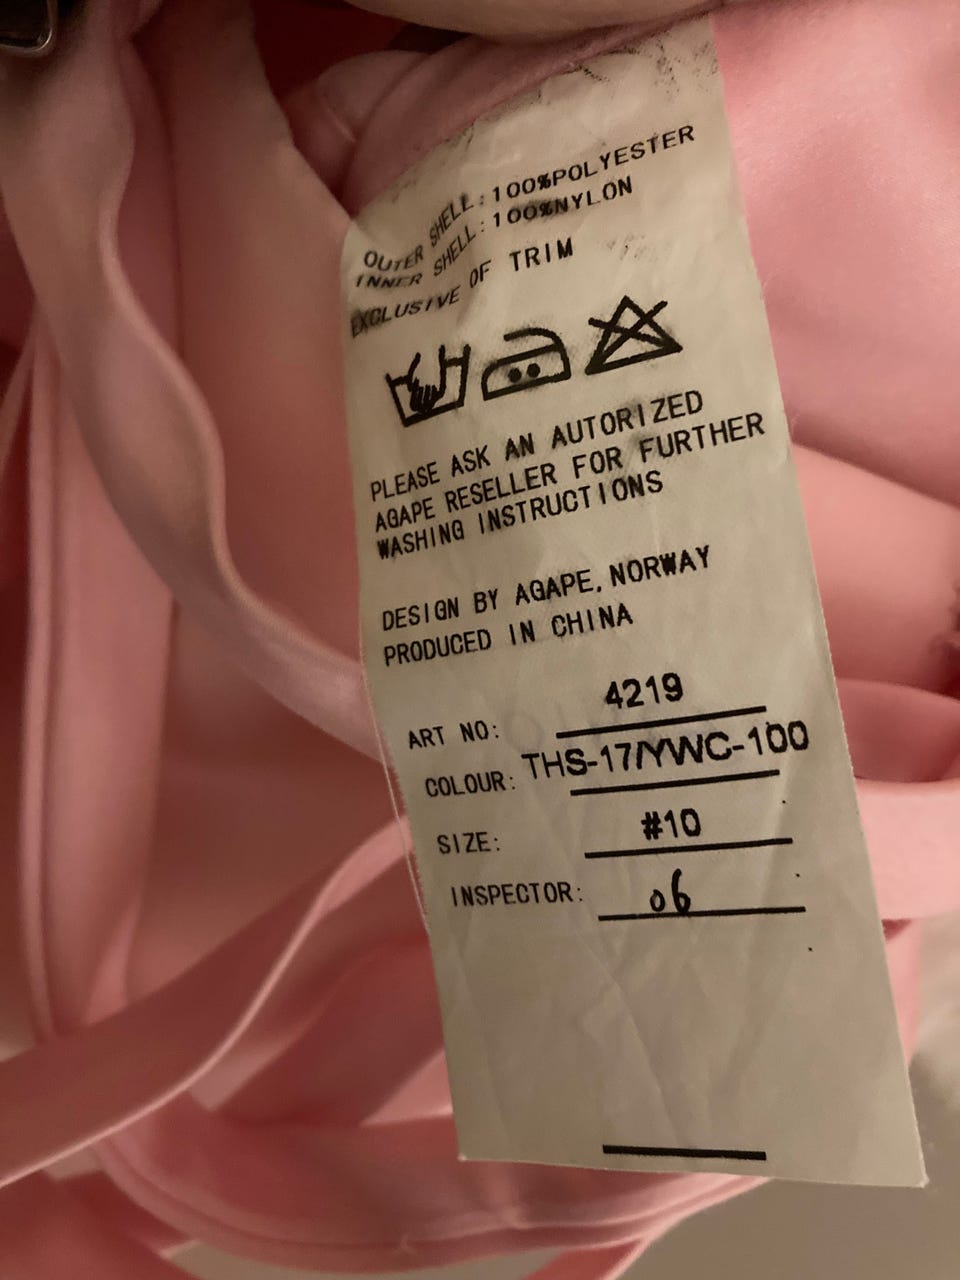 OUTER SHELL: 100%POLYESTER
INNER SHELL: 100%NYLON
EXCLUSIVE OF TRIM
PLEASE ASK AN AUTORIZED
AGAPE RESELLER FOR FURTHER
WASHING INSTRUCTIONS
DESIGN BY AGAPE, NORWAY
PRODUCED IN CHINA
ART NO: 4219
COLOUR: THS-17/YWC-100
SIZE: #10
INSPECTOR: 06